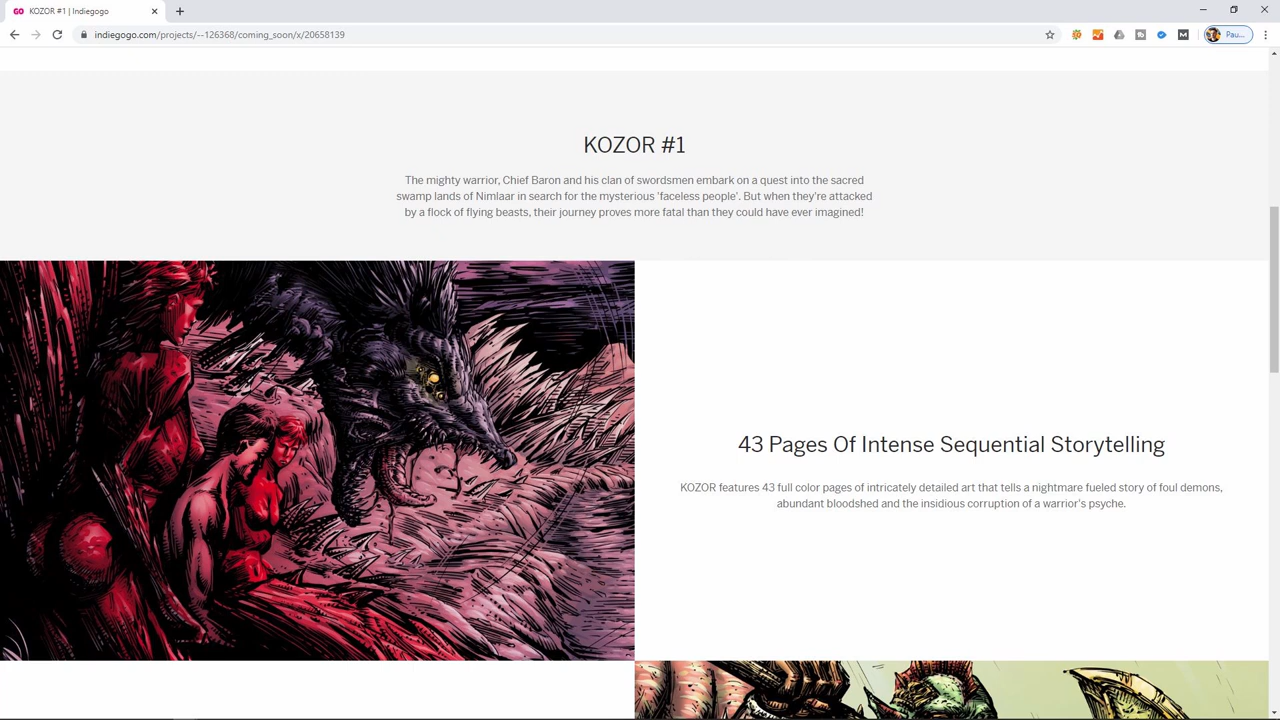 KOZOR #1 | Indiegogo
indiegogo.com/projects/--126368/coming_soon/x/20658139
Pau...
KOZOR #1
The mighty warrior, Chief Baron and his clan of swordsmen embark on a quest into the sacred
swamp lands of Nimlaar in search for the mysterious 'faceless people'. But when they're attacked
by a flock of flying beasts, their journey proves more fatal than they could have ever imagined!
43 Pages Of Intense Sequential Storytelling
KOZOR features 43 full color pages of intricately detailed art that tells a nightmare fueled story of foul demons,
abundant bloodshed and the insidious corruption of a warrior's psyche.